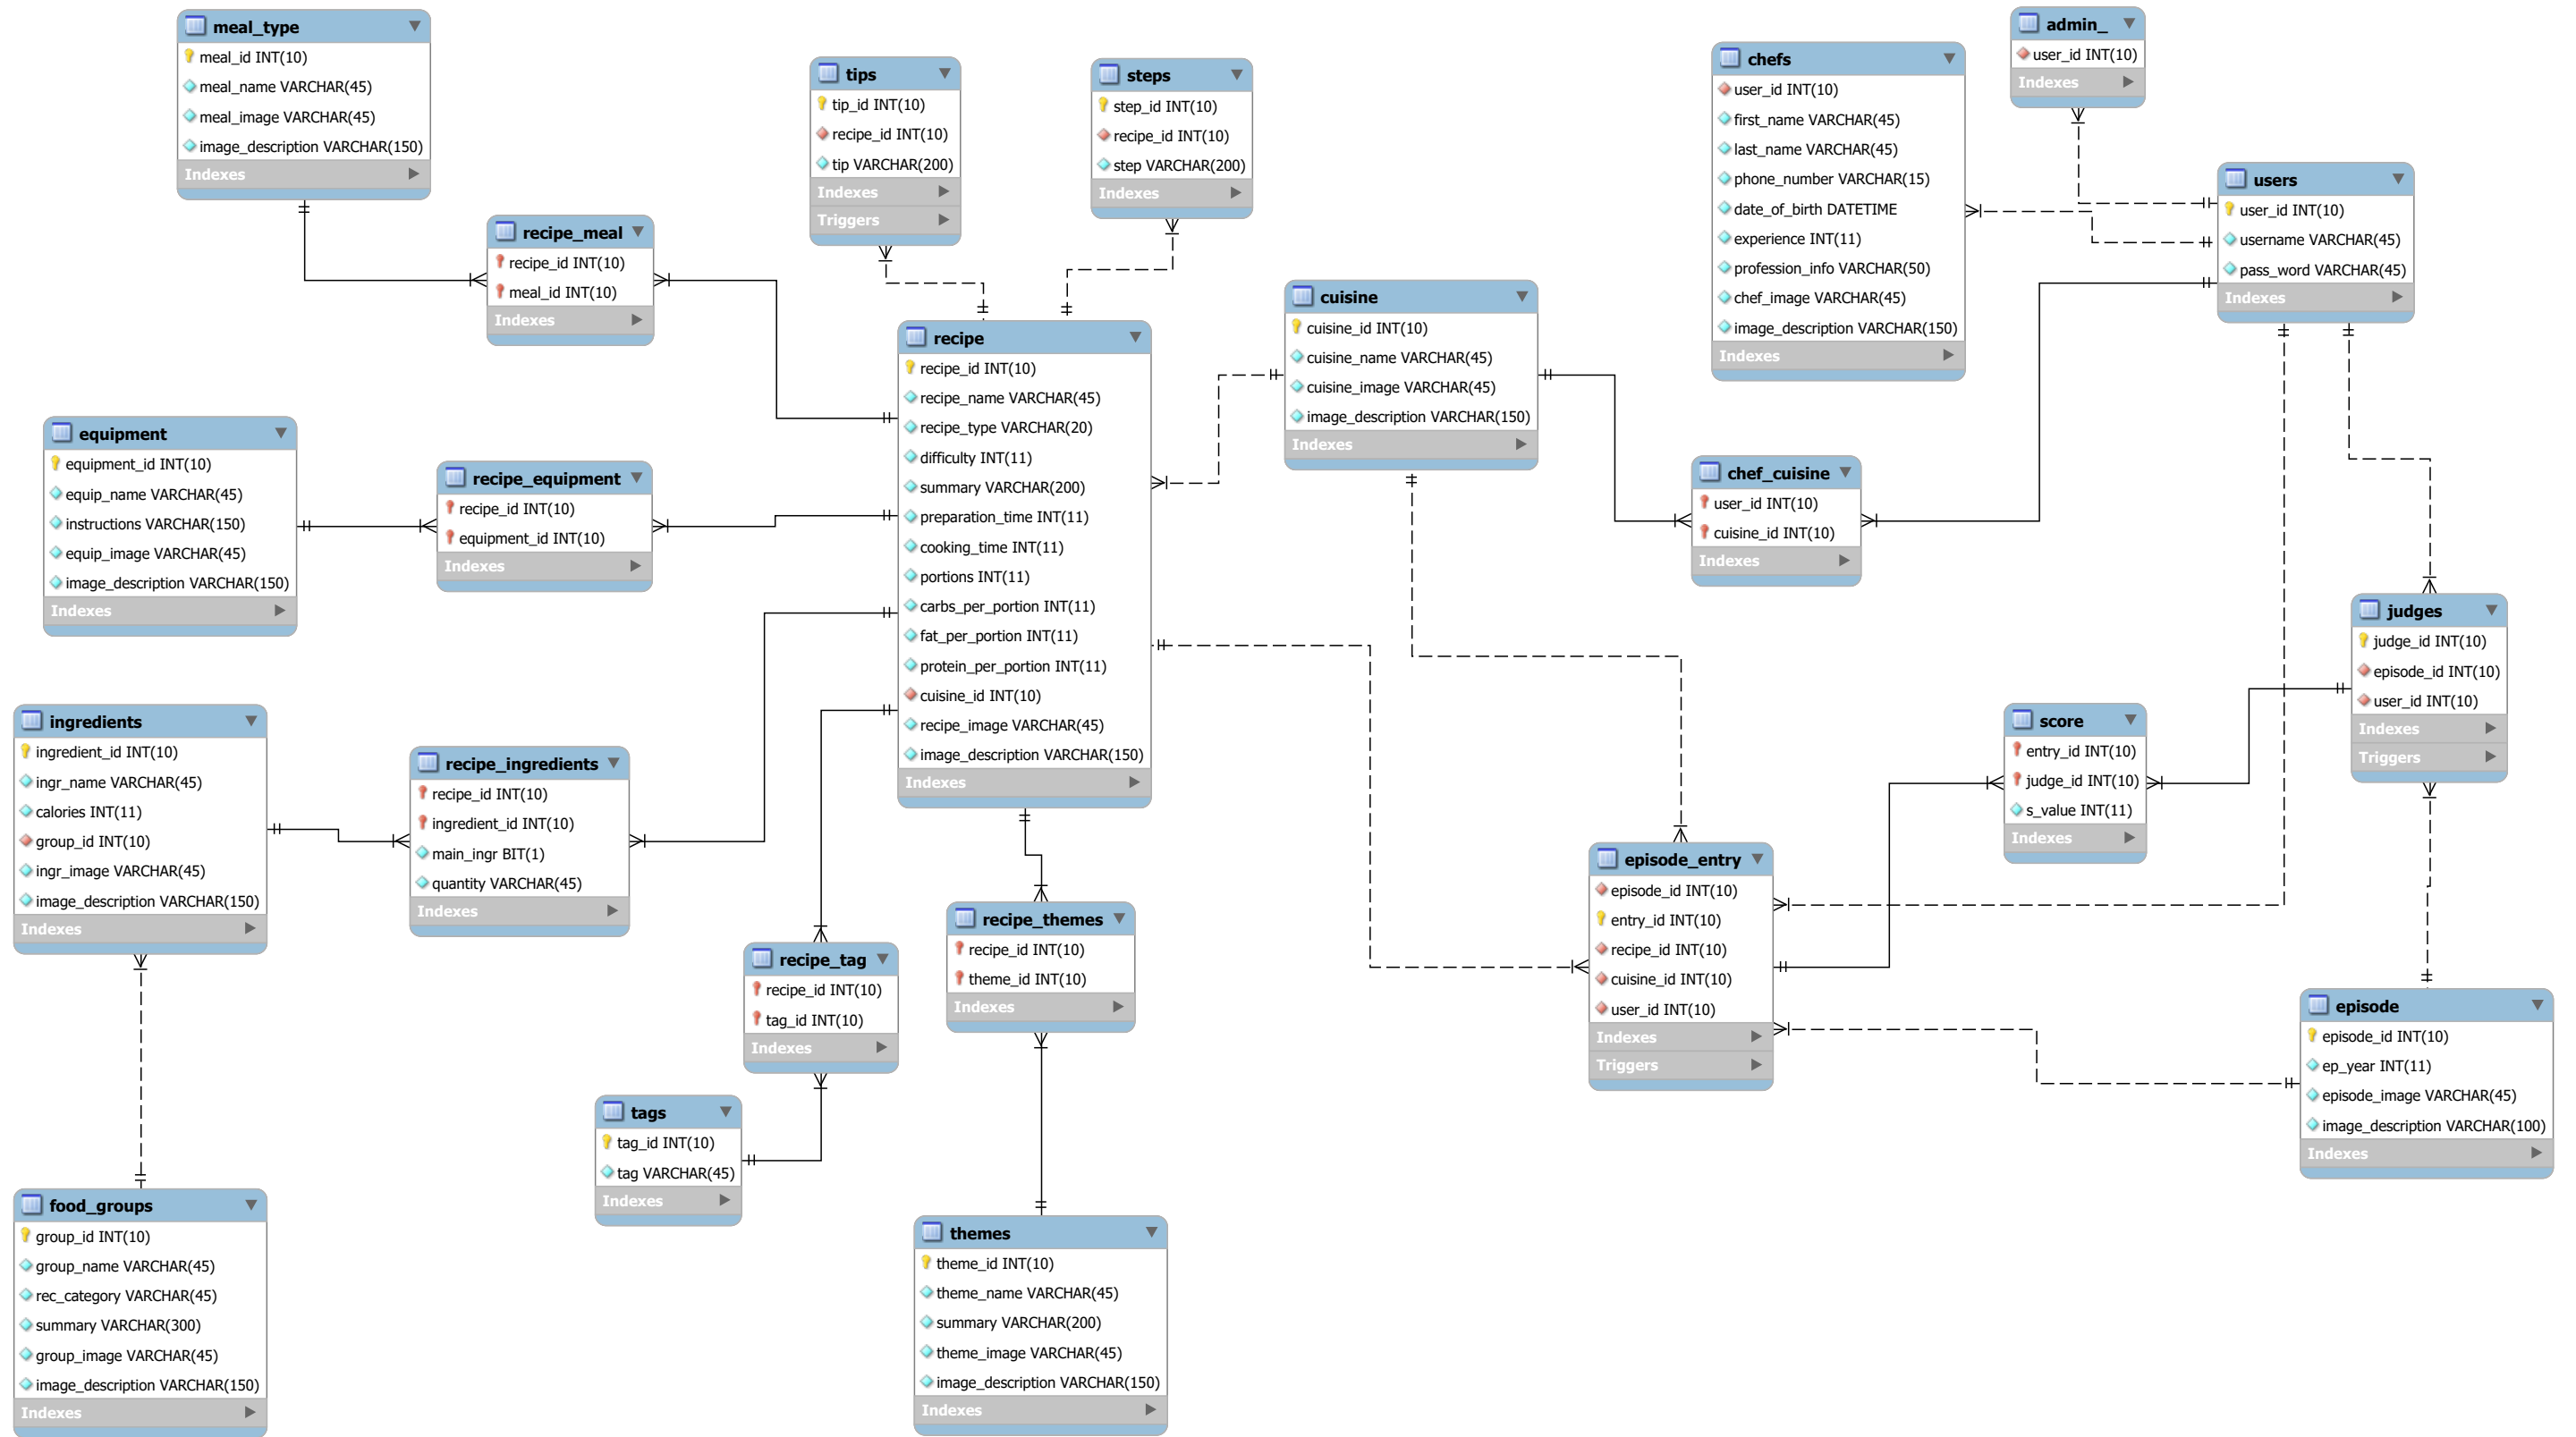 meal_type
meal_id INT(10)
meal_name VARCHAR(45)
meal_image VARCHAR(45)
image_description VARCHAR(150)
Indexes
tips
tip_id INT(10)
recipe_id INT(10)
tip VARCHAR(200)
Indexes
Triggers
steps
step_id INT(10)
recipe_id INT(10)
step VARCHAR(200)
Indexes
chefs
user_id INT(10)
first_name VARCHAR(45)
last_name VARCHAR(45)
phone_number VARCHAR(15)
date_of_birth DATETIME
experience INT(11)
profession_info VARCHAR(50)
chef_image VARCHAR(45)
image_description VARCHAR(150)
Indexes
admin_
user_id INT(10)
Indexes
users
user_id INT(10)
username VARCHAR(45)
pass_word VARCHAR(45)
Indexes
recipe_meal
recipe_id INT(10)
meal_id INT(10)
Indexes
recipe
recipe_id INT(10)
recipe_name VARCHAR(45)
recipe_type VARCHAR(20)
difficulty INT(11)
summary VARCHAR(200)
preparation_time INT(11)
cooking_time INT(11)
portions INT(11)
carbs_per_portion INT(11)
fat_per_portion INT(11)
protein_per_portion INT(11)
cuisine_id INT(10)
recipe_image VARCHAR(45)
image_description VARCHAR(150)
Indexes
cuisine
cuisine_id INT(10)
cuisine_name VARCHAR(45)
cuisine_image VARCHAR(45)
image_description VARCHAR(150)
Indexes
equipment
equipment_id INT(10)
equip_name VARCHAR(45)
instructions VARCHAR(150)
equip_image VARCHAR(45)
image_description VARCHAR(150)
Indexes
recipe_equipment
recipe_id INT(10)
equipment_id INT(10)
Indexes
chef_cuisine
user_id INT(10)
cuisine_id INT(10)
Indexes
judges
judge_id INT(10)
episode_id INT(10)
user_id INT(10)
Indexes
Triggers
ingredients
ingredient_id INT(10)
ingr_name VARCHAR(45)
calories INT(11)
group_id INT(10)
ingr_image VARCHAR(45)
image_description VARCHAR(150)
Indexes
recipe_ingredients
recipe_id INT(10)
ingredient_id INT(10)
main_ingr BIT(1)
quantity VARCHAR(45)
Indexes
score
entry_id INT(10)
judge_id INT(10)
s_value INT(11)
Indexes
episode_entry
episode_id INT(10)
entry_id INT(10)
recipe_id INT(10)
cuisine_id INT(10)
user_id INT(10)
Indexes
Triggers
recipe_themes
recipe_id INT(10)
theme_id INT(10)
Indexes
recipe_tag
recipe_id INT(10)
tag_id INT(10)
Indexes
episode
episode_id INT(10)
ep_year INT(11)
episode_image VARCHAR(45)
image_description VARCHAR(100)
Indexes
tags
tag_id INT(10)
tag VARCHAR(45)
Indexes
food_groups
group_id INT(10)
group_name VARCHAR(45)
rec_category VARCHAR(45)
summary VARCHAR(300)
group_image VARCHAR(45)
image_description VARCHAR(150)
Indexes
themes
theme_id INT(10)
theme_name VARCHAR(45)
summary VARCHAR(200)
theme_image VARCHAR(45)
image_description VARCHAR(150)
Indexes